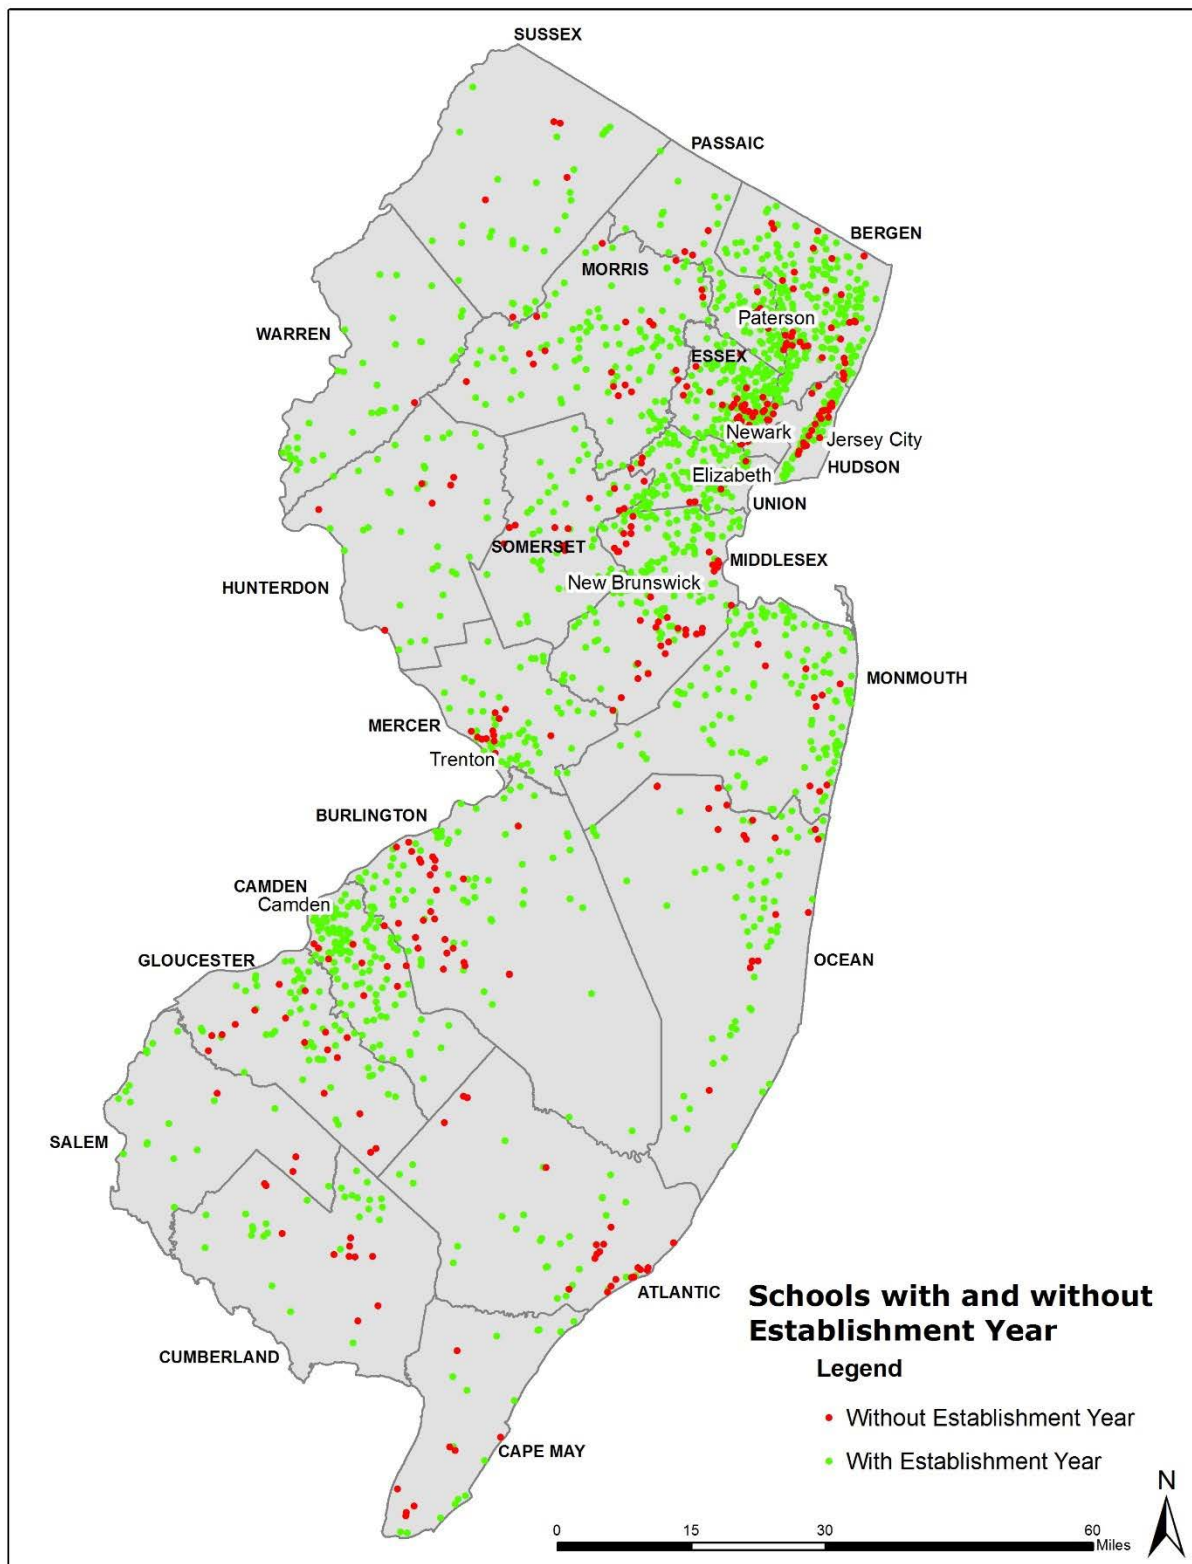 SUSSEX
PASSAIC
BERGEN
MORRIS
Paterson
WARREN
ESSEX
Newark
Jersey City
HUDSON
Elizabeth
UNION
SOMERSET
MIDDLESEX
New Brunswick
HUNTERDON
MONMOUTH
MERCER
Trenton
BURLINGTON
CAMDEN
Camden
GLOUCESTER
OCEAN
SALEM
ATLANTIC
CUMBERLAND
CAPE MAY
Schools with and without
Establishment Year
Legend
Without Establishment Year
With Establishment Year
N
0 15 30 60
Miles